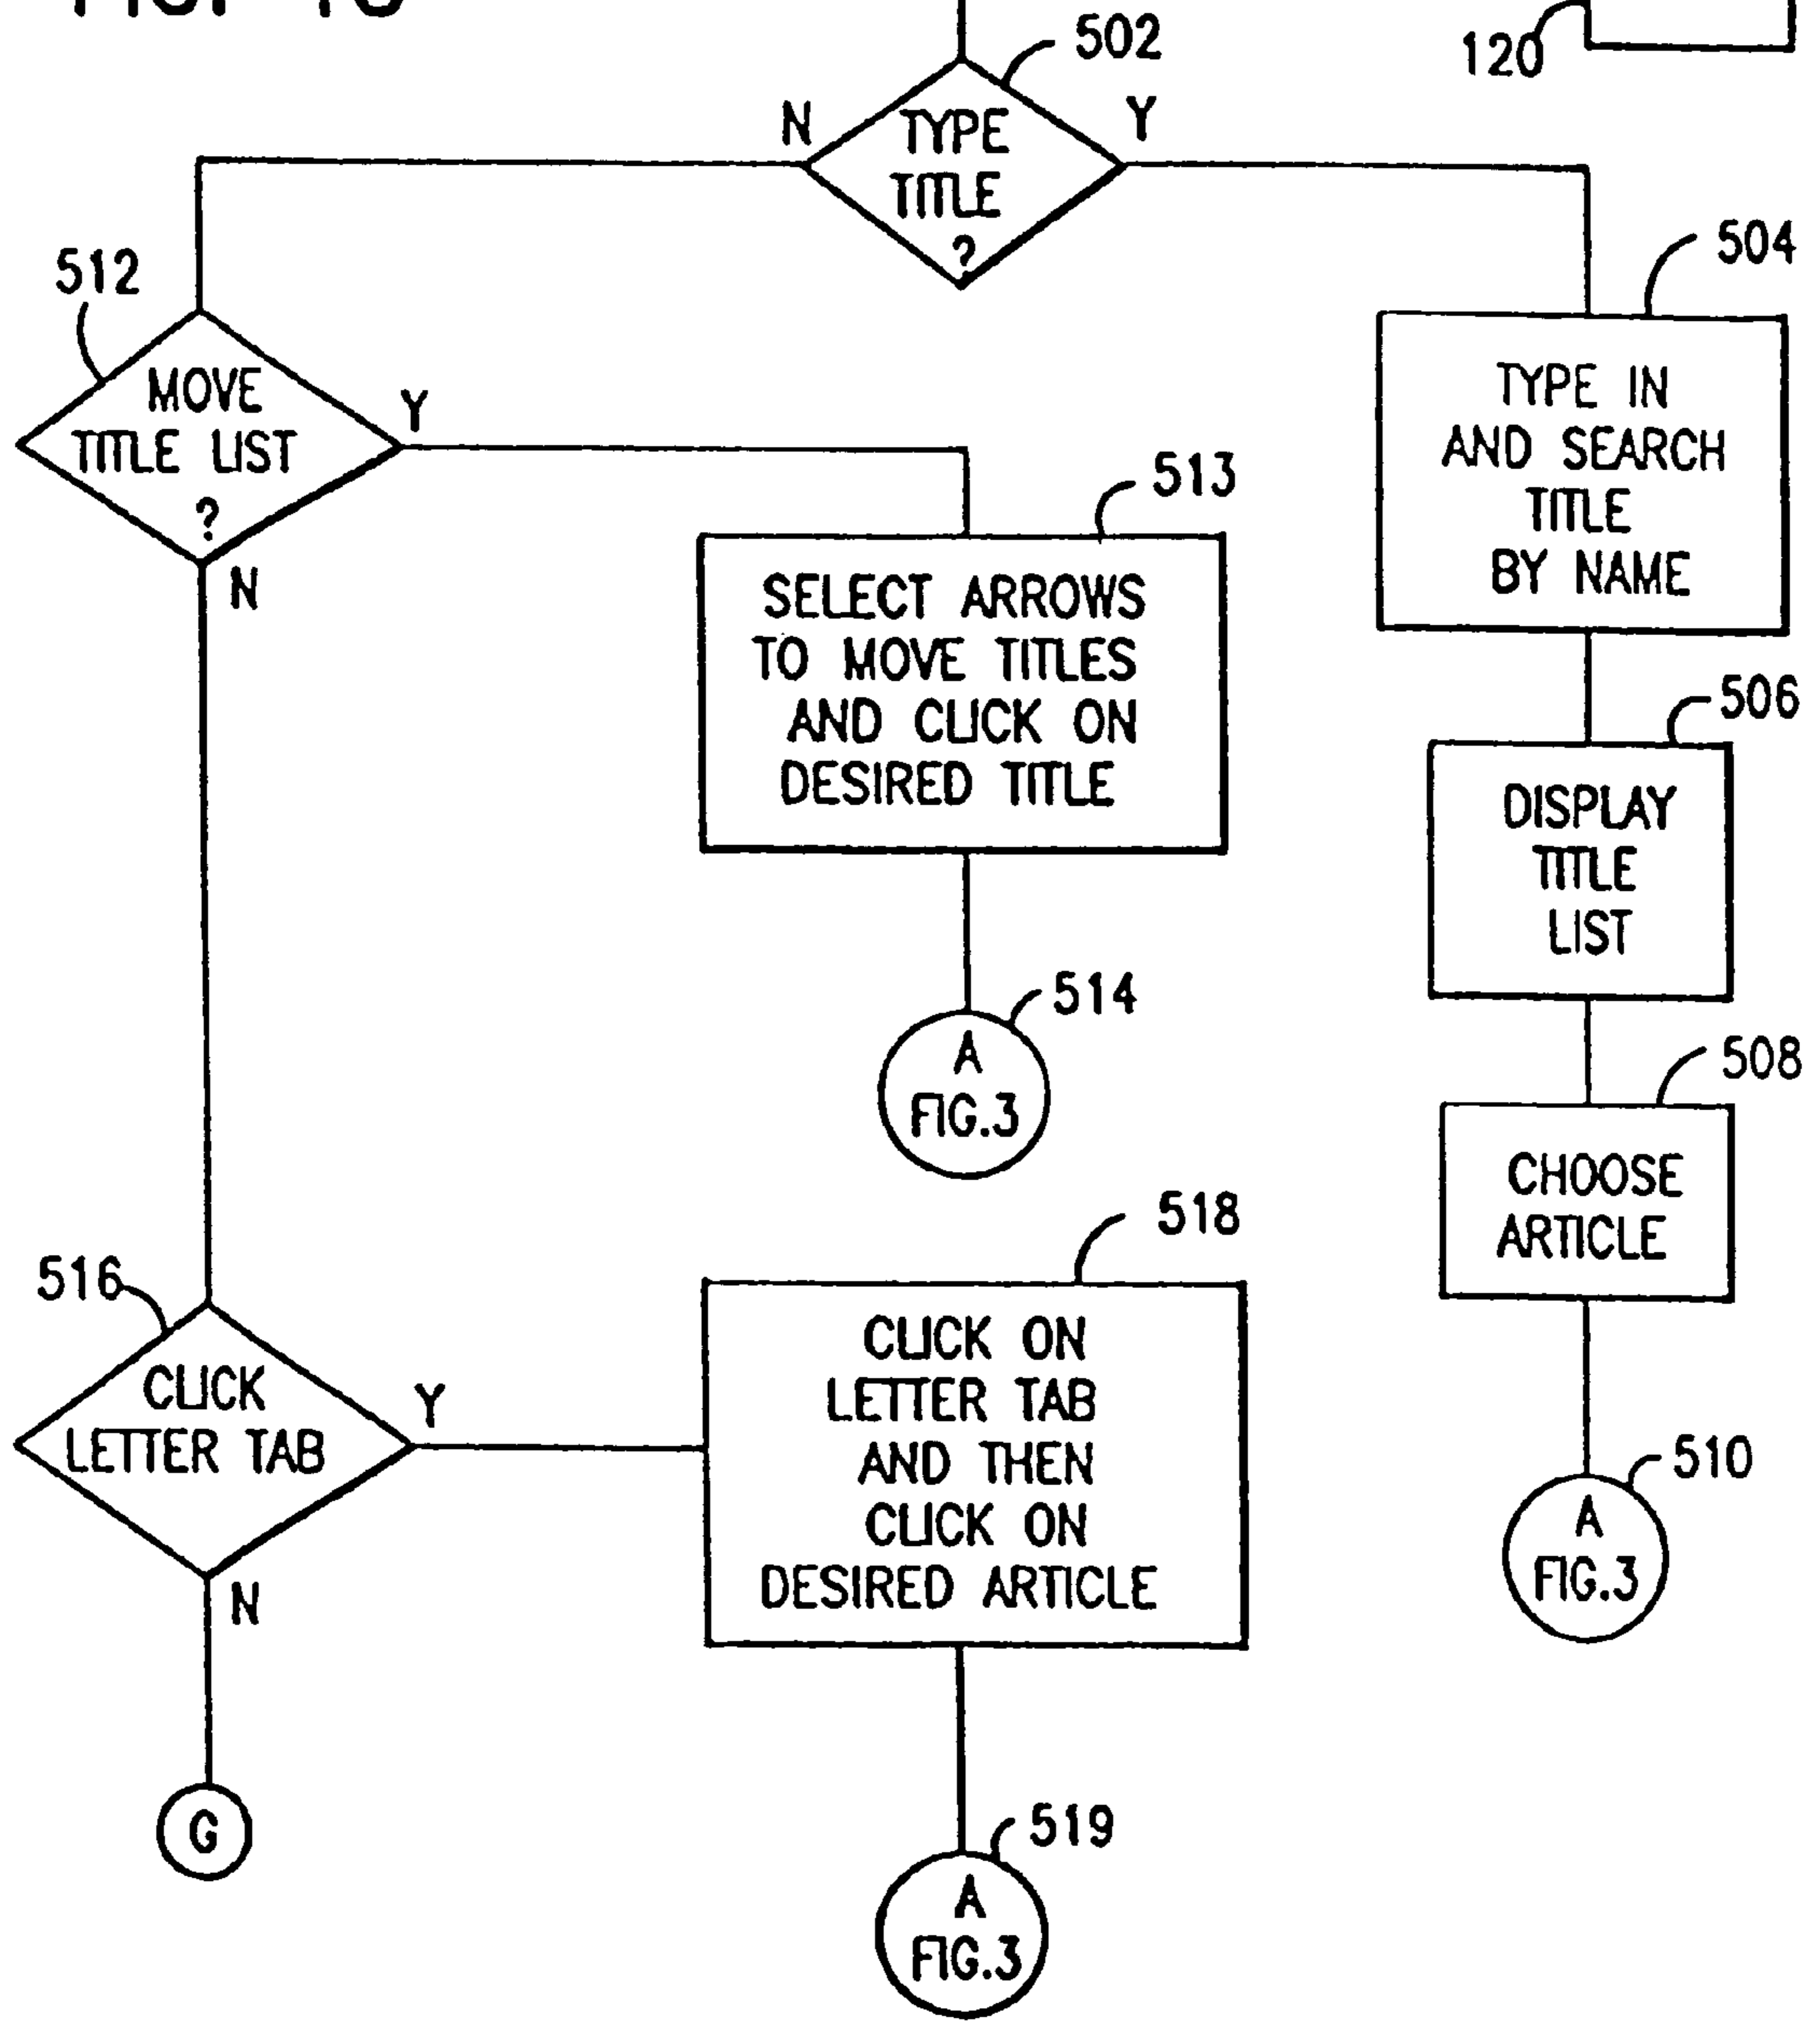 502
120
N
Y
TYPE
TITLE
?
504
512
MOVE
TITLE LIST
?
Y
N
513
TYPE IN
AND SEARCH
TITLE
BY NAME
SELECT ARROWS
TO MOVE TITLES
AND CLICK ON
DESIRED TITLE
506
DISPLAY
TITLE
LIST
514
A
FIG.3
508
CHOOSE
ARTICLE
516
CLICK
LETTER TAB
Y
N
518
CLICK ON
LETTER TAB
AND THEN
CLICK ON
DESIRED ARTICLE
510
A
FIG.3
G
519
A
FIG.3